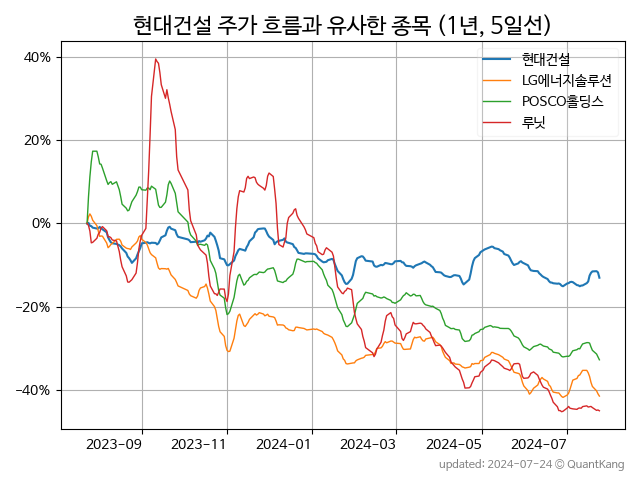 현대건설 주가 흐름과 유사한 종목 (1년, 5일선)
40%
20%
0%
−20%
−40%
현대건설
LG에너지솔루션
POSCO홀딩스
루닛
2023-09
2023-11
2024-01
2024-03
2024-05
2024-07
updated: 2024-07-24 © QuantKang